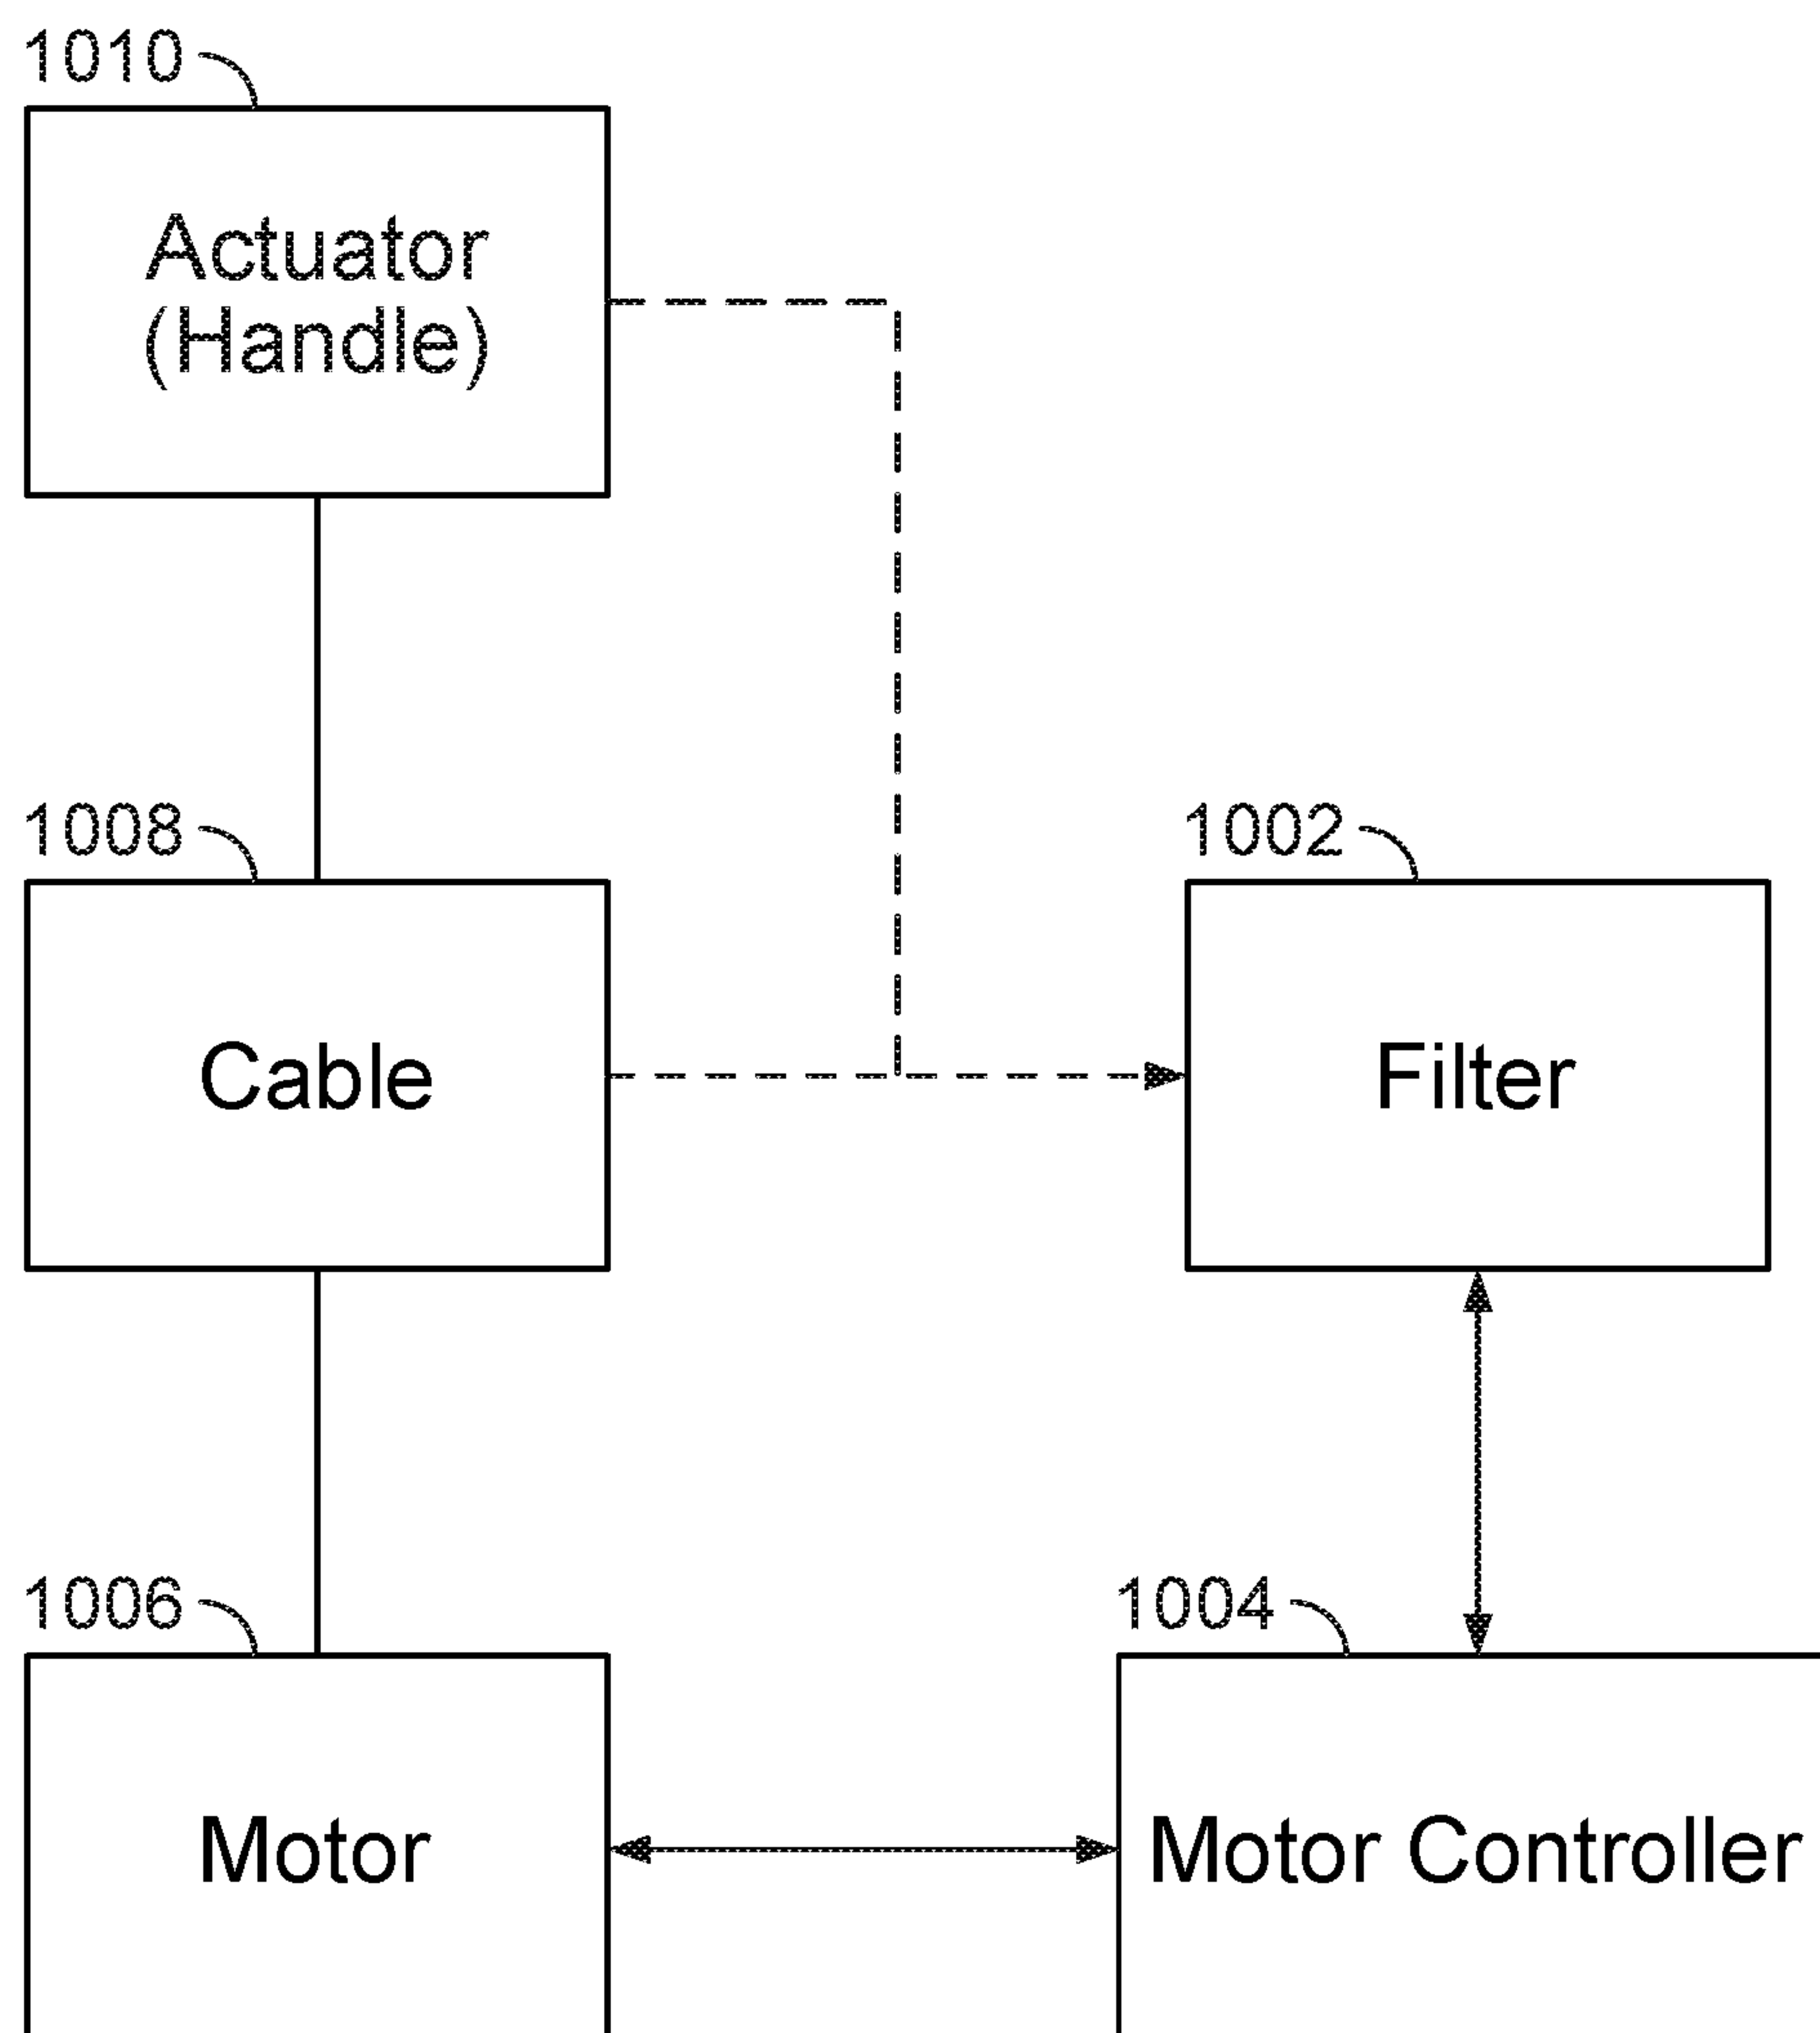 1010
Actuator
(Handle)
1008
1002
Cable
Filter
1006
1004
Motor
Motor Controller